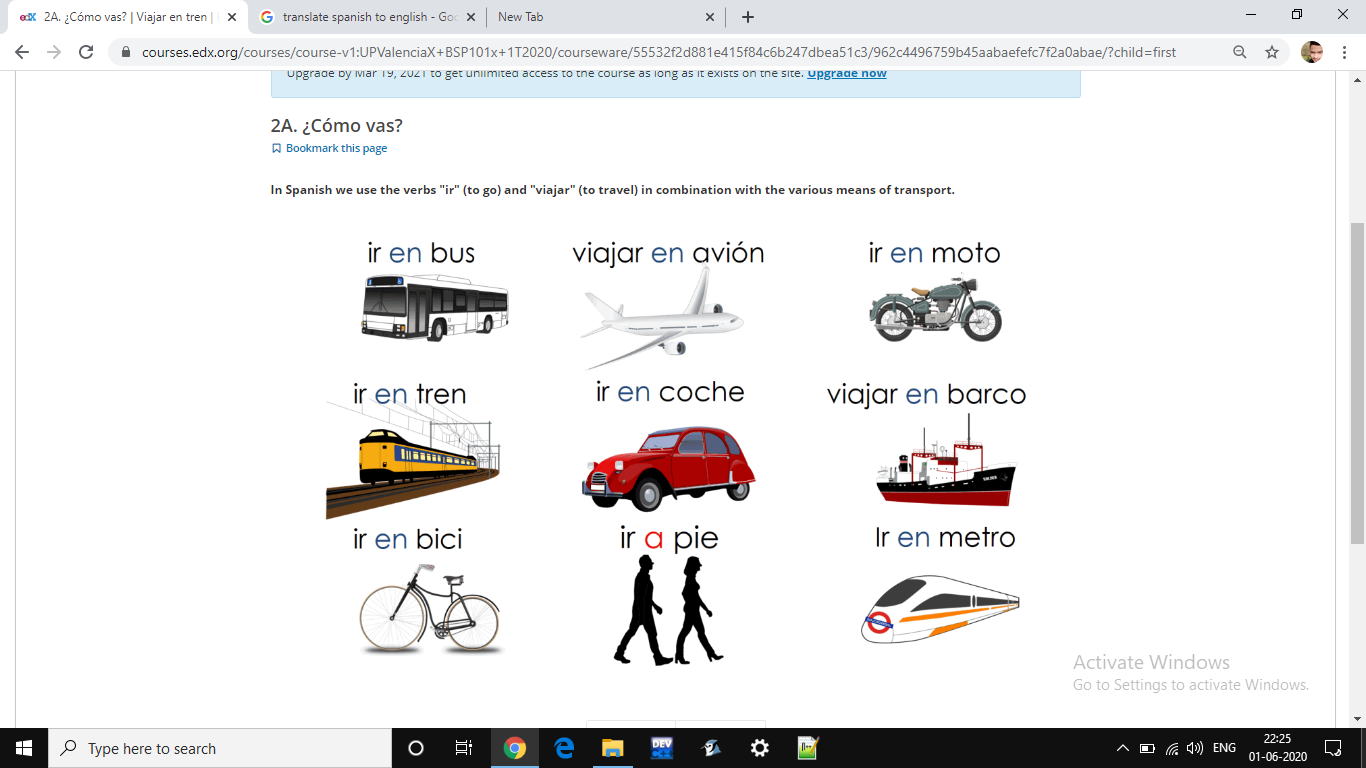 2A. ¿Cómo vas? | Viajar en tren |
translate spanish to english - Goo
New Tab
courses.edx.org/courses/course-v1:UPValenciaX+BSP101x+1T2020/courseware/55532f2d881e415f84c6b247dbea51c3/962c4496759b45aabaefefc7f2a0abae/?child=first
Upgrade by Mar 19, 2021 to get unlimited access to the course as long as it exists on the site. Upgrade now
2A. ¿Cómo vas?
Bookmark this page
In Spanish we use the verbs "ir" (to go) and "viajar" (to travel) in combination with the various means of transport.
ir en bus
viajar en avión
ir en moto
ir en tren
ir en coche
viajar en barco
ir en bici
ir a pie
Ir en metro
Activate Windows
Go to Settings to activate Windows.
Type here to search
DEV
ENG
22:25
01-06-2020